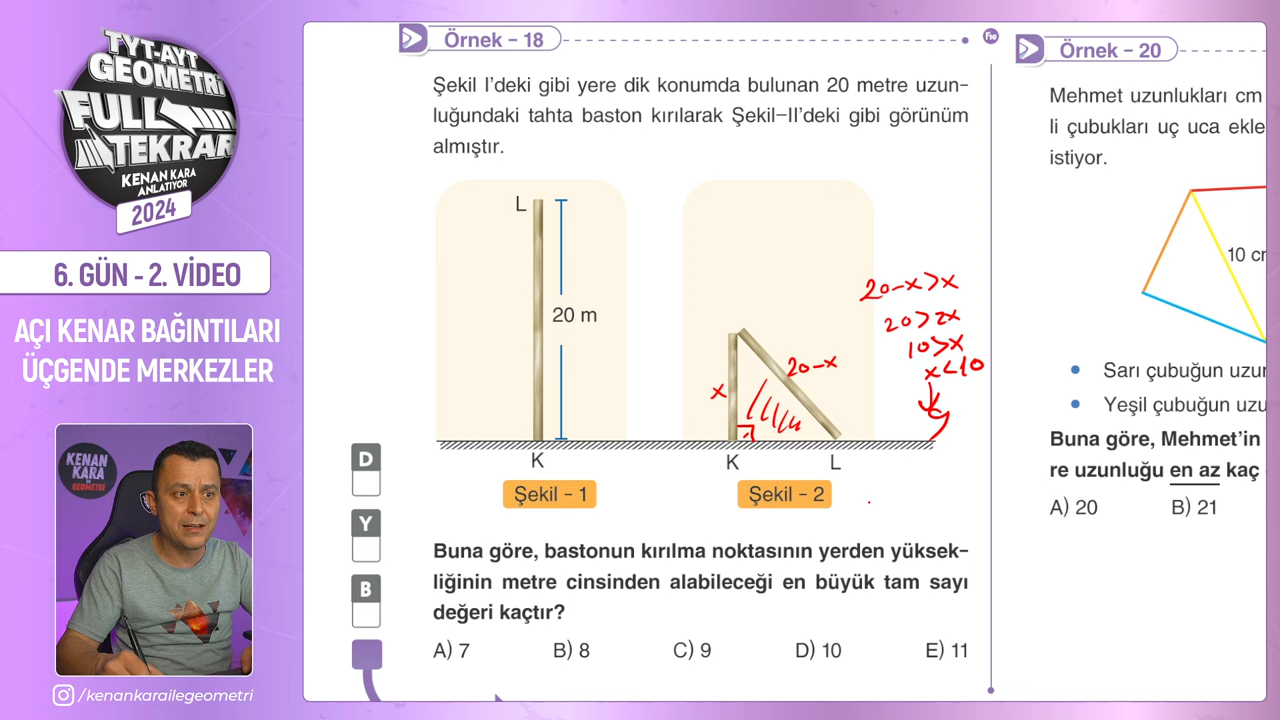 TYT-AYT
GEOMETRİ
FULL
TEKRAR
KENAN KARA
ANLATIYOR
2024
6. GÜN - 2. VİDEO
AÇI KENAR BAĞINTILARI
ÜÇGENDE MERKEZLER
KENAN
KARA
İLE
GEOMETRİ
/kenankarailegeometri
D
Y
B
Örnek – 18
Şekil I’deki gibi yere dik konumda bulunan 20 metre uzun-
luğundaki tahta baston kırılarak Şekil–II’deki gibi görünüm
almıştır.
L
20 m
K
Şekil – 1
x
20-x
K
L
Şekil – 2
20-x>x
20>2x
10>x
x<10
Buna göre, bastonun kırılma noktasının yerden yüksek-
liğinin metre cinsinden alabileceği en büyük tam sayı
değeri kaçtır?
A) 7 B) 8 C) 9 D) 10 E) 11
fie
Örnek – 20
Mehmet uzunlukları cm
li çubukları uç uca ekle
istiyor.
10 cr
• Sarı çubuğun uzur
• Yeşil çubuğun uzu
Buna göre, Mehmet’in
re uzunluğu en az kaç
A) 20 B) 21